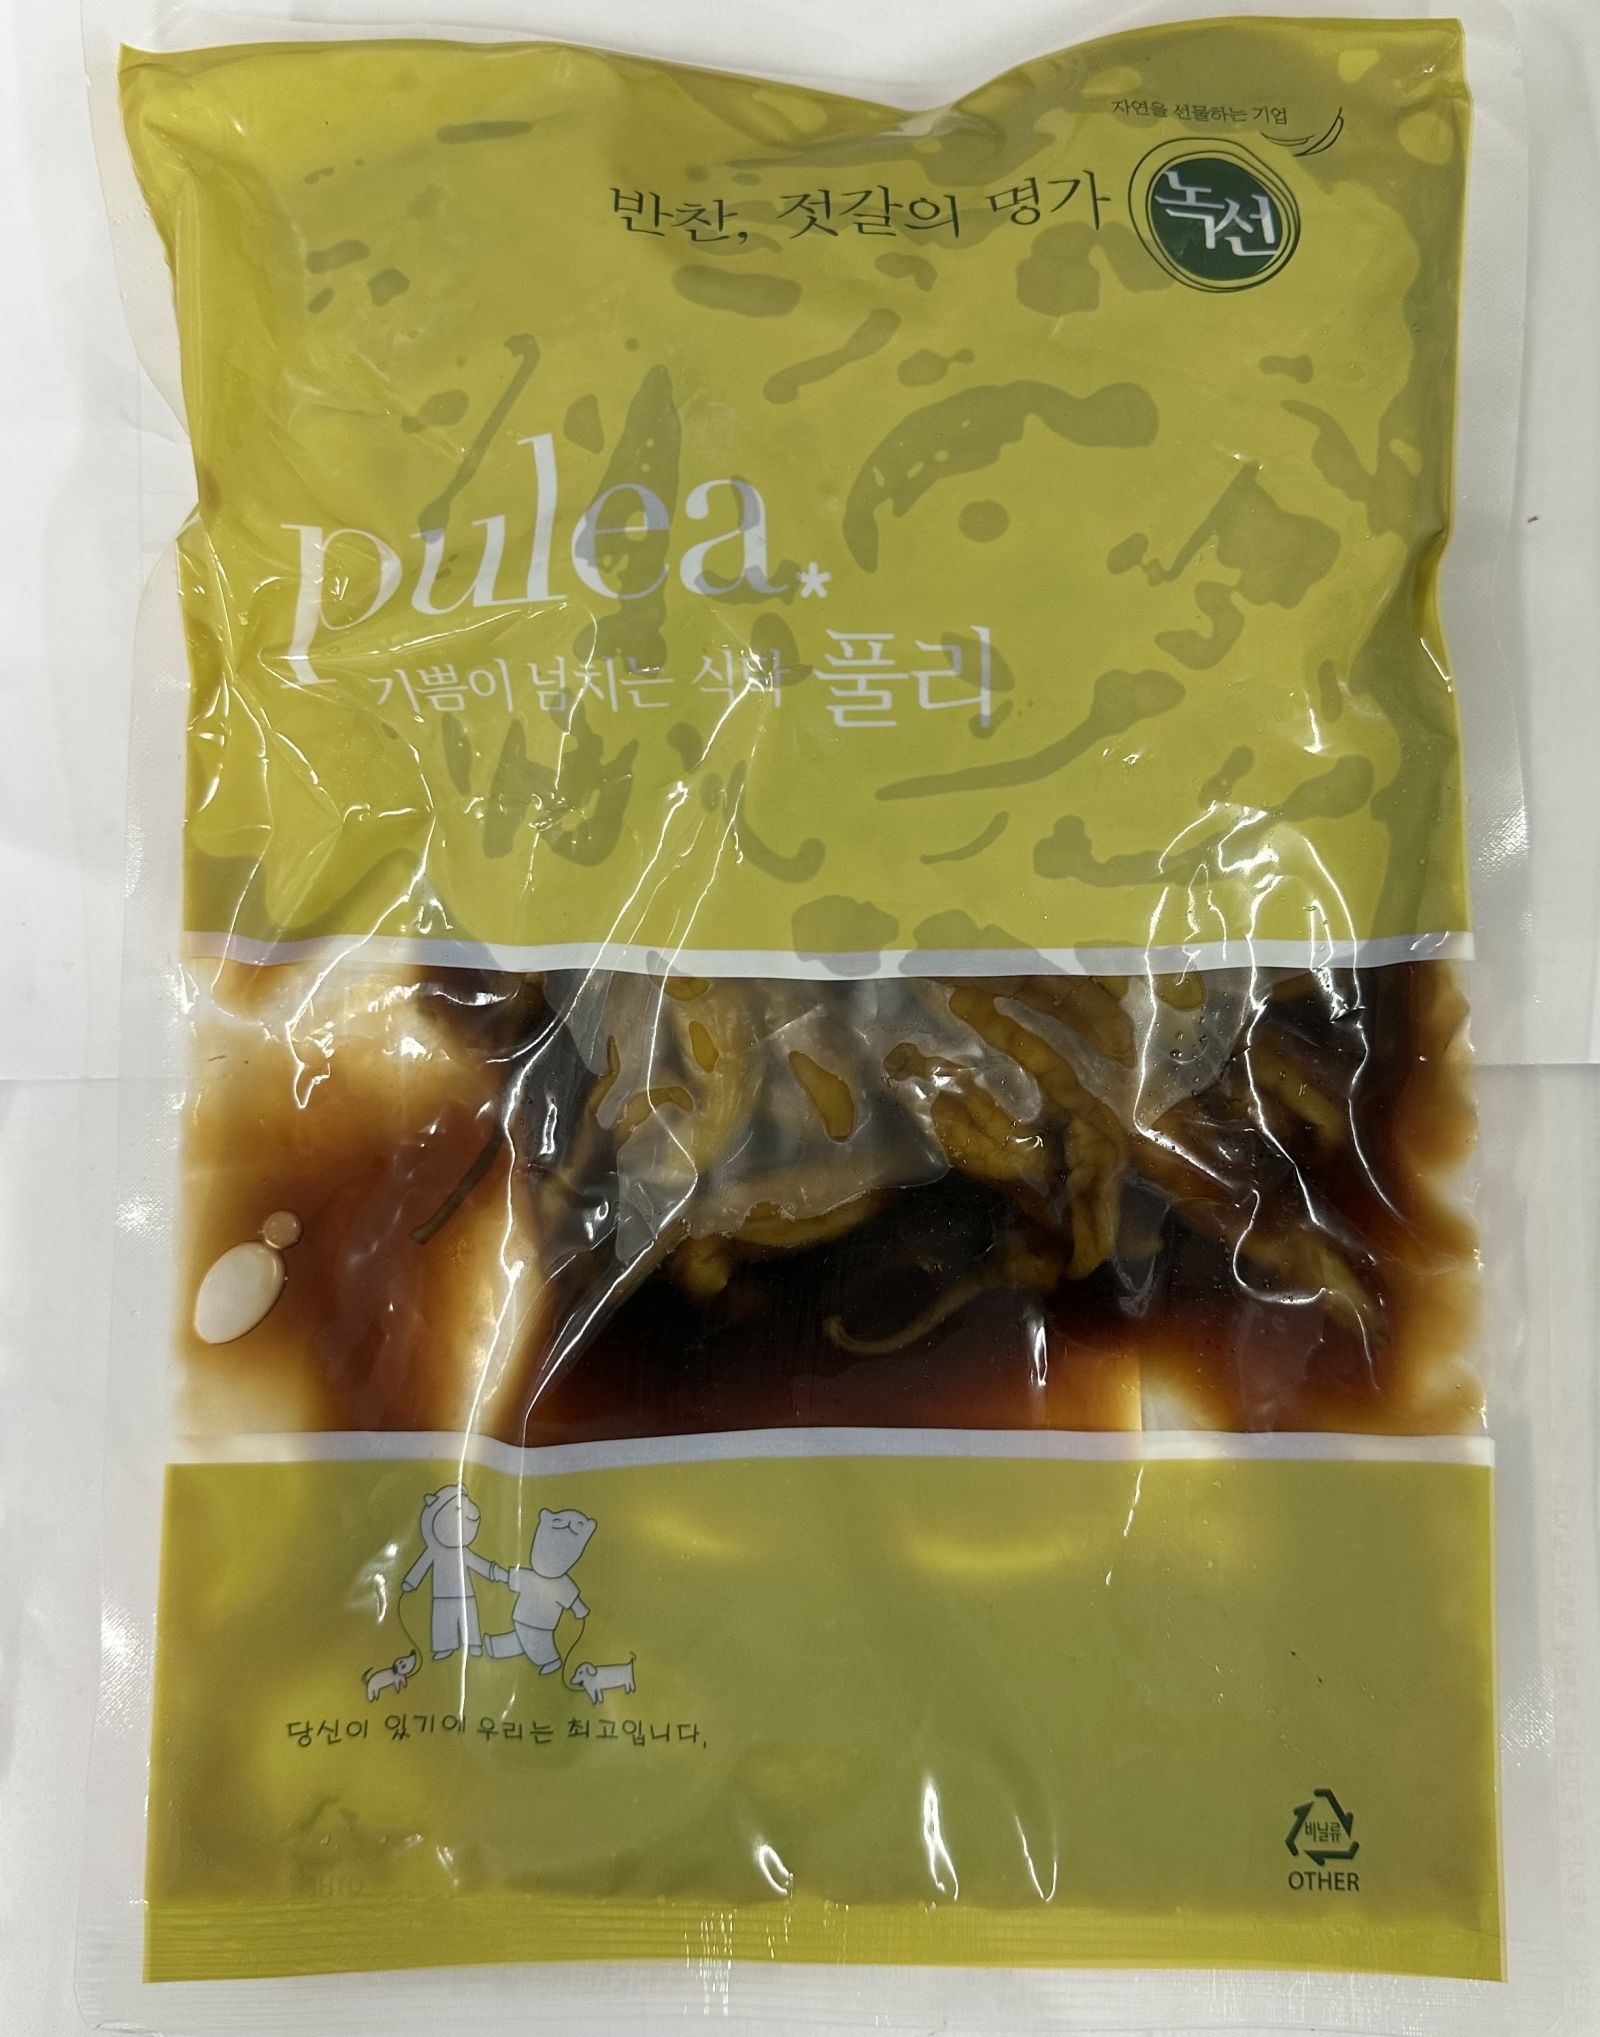 자연을 선물하는 기업
반찬, 젓갈의 명가 녹선
pulea.*
기쁨이 넘치는 식탁 풀리
당신이 있기에 우리는 최고입니다.
비닐류
OTHER